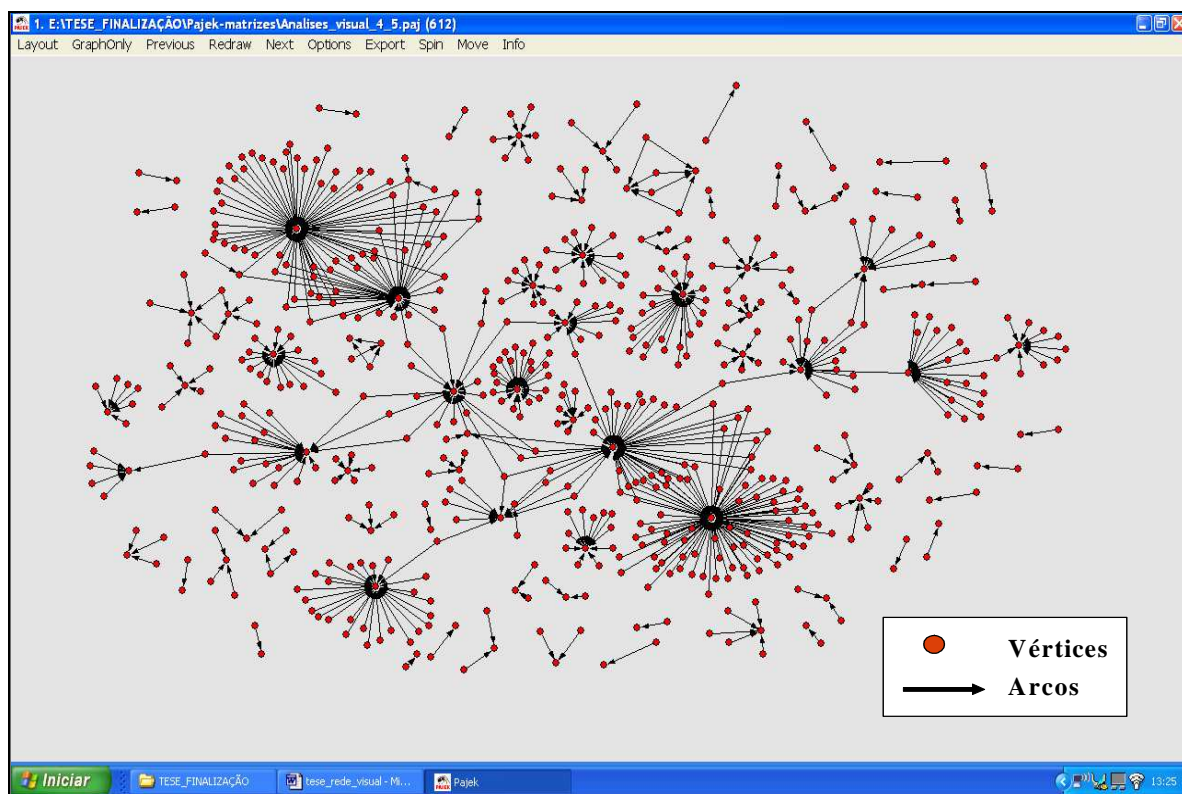 1. E:\TESE_FINALIZAÇÃO\Pajek-matrizes\Analises_visual_4_5.paj (612)
Layout GraphOnly Previous Redraw Next Options Export Spin Move Info
Vértices
Arcos
Iniciar TESE_FINALIZAÇÃO tese_rede_visual - Mi... Pajek 13:25